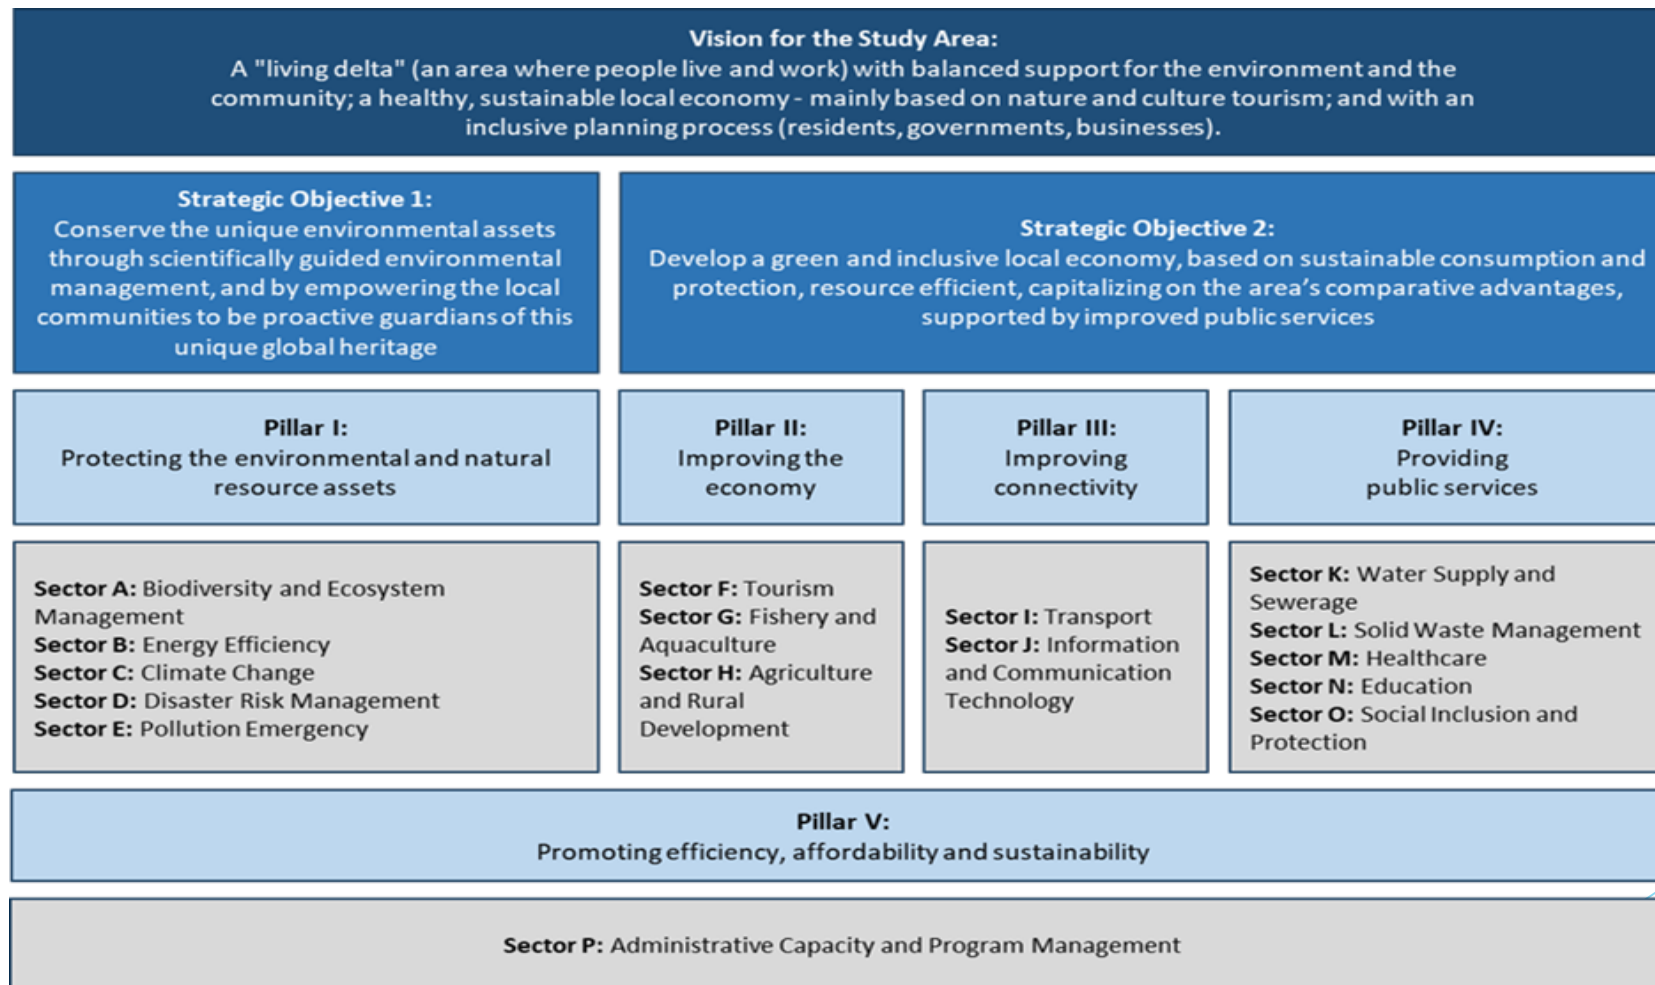 Vision for the Study Area:
A "living delta" (an area where people live and work) with balanced support for the environment and the
community; a healthy, sustainable local economy - mainly based on nature and culture tourism; and with an
inclusive planning process (residents, governments, businesses).
Strategic Objective 1:
Conserve the unique environmental assets
through scientifically guided environmental
management, and by empowering the local
communities to be proactive guardians of this
unique global heritage
Strategic Objective 2:
Develop a green and inclusive local economy, based on sustainable consumption and
protection, resource efficient, capitalizing on the area’s comparative advantages,
supported by improved public services
Pillar I:
Protecting the environmental and natural
resource assets
Pillar II:
Improving the
economy
Pillar III:
Improving
connectivity
Pillar IV:
Providing
public services
Sector A: Biodiversity and Ecosystem
Management
Sector B: Energy Efficiency
Sector C: Climate Change
Sector D: Disaster Risk Management
Sector E: Pollution Emergency
Sector F: Tourism
Sector G: Fishery and
Aquaculture
Sector H: Agriculture
and Rural
Development
Sector I: Transport
Sector J: Information
and Communication
Technology
Sector K: Water Supply and
Sewerage
Sector L: Solid Waste Management
Sector M: Healthcare
Sector N: Education
Sector O: Social Inclusion and
Protection
Pillar V:
Promoting efficiency, affordability and sustainability
Sector P: Administrative Capacity and Program Management